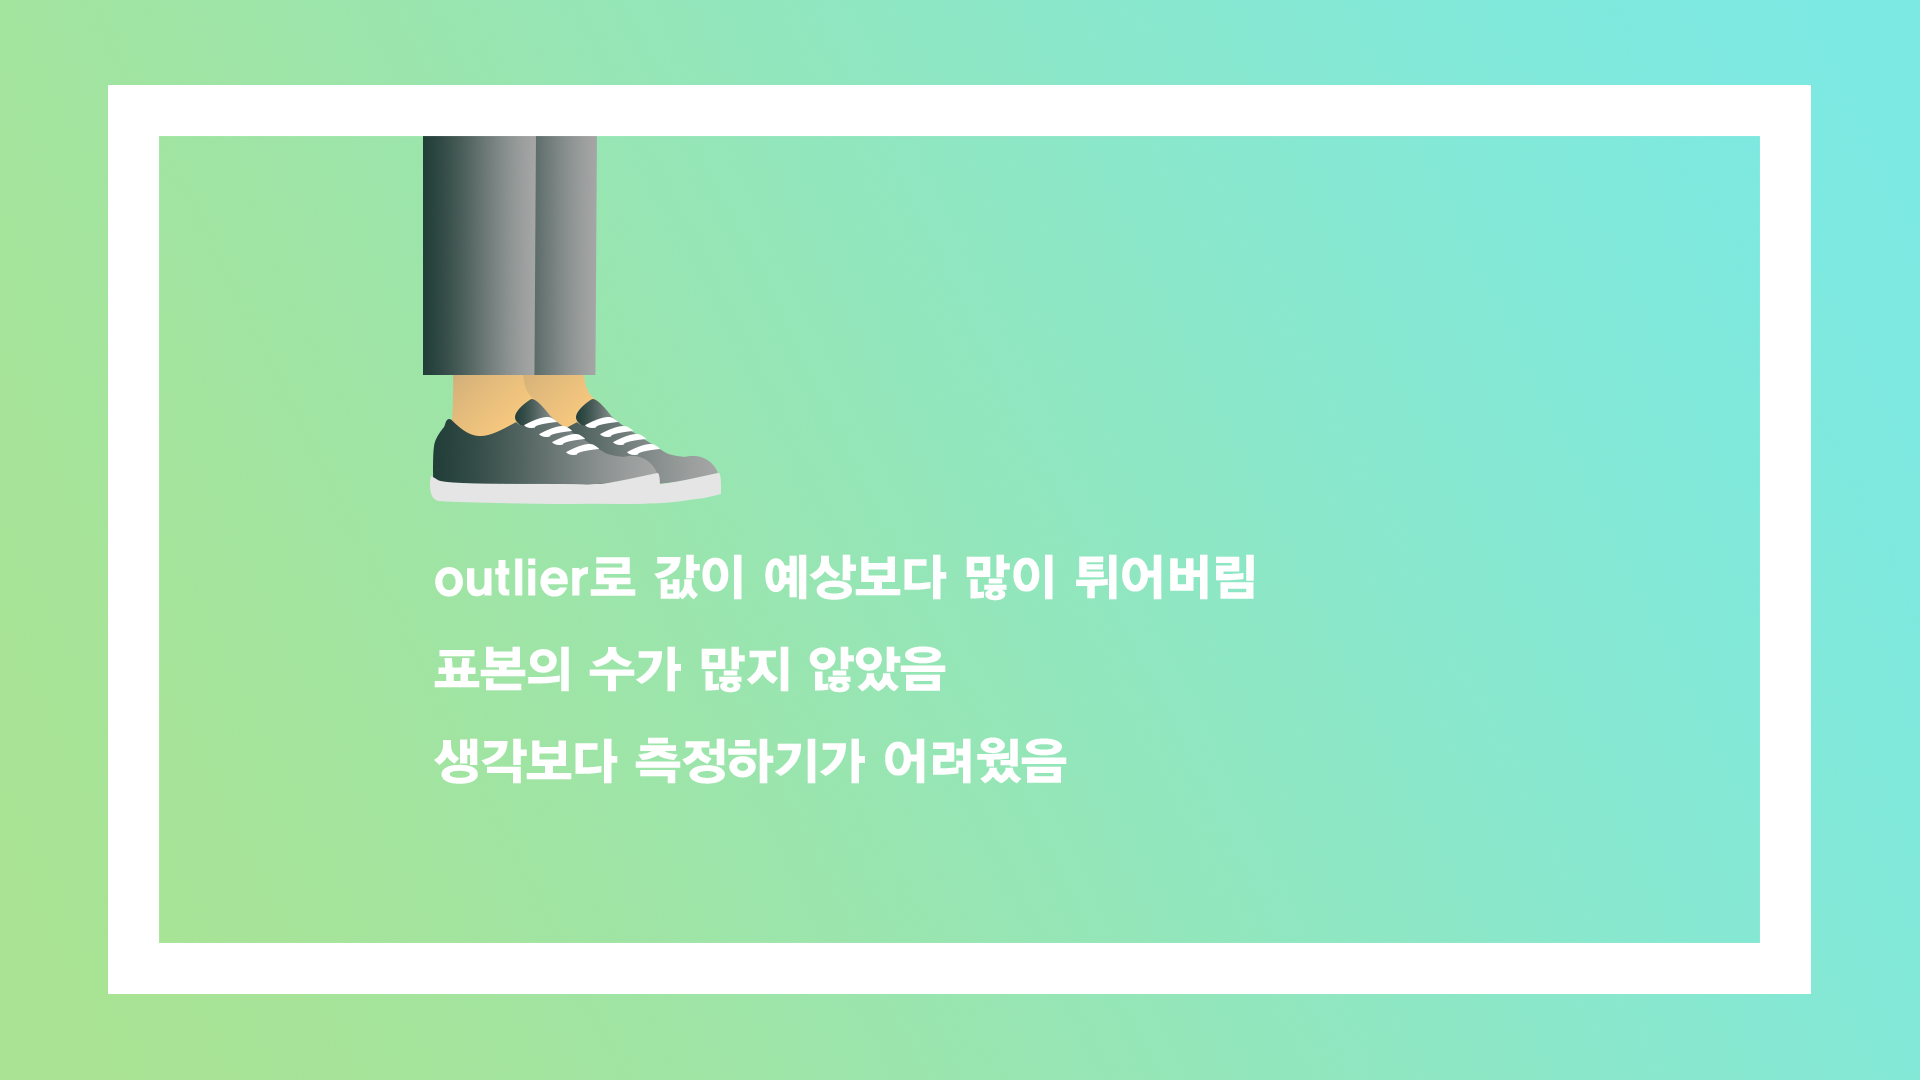 outlier로 값이 예상보다 많이 튀어버림
표본의 수가 많지 않았음
생각보다 측정하기가 어려웠음